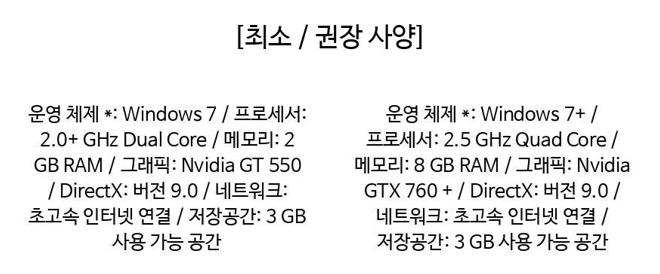 [최소 / 권장 사양]
운영 체제 *: Windows 7 / 프로세서:
2.0+ GHz Dual Core / 메모리: 2
GB RAM / 그래픽: Nvidia GT 550
/ DirectX: 버전 9.0 / 네트워크:
초고속 인터넷 연결 / 저장공간: 3 GB
사용 가능 공간
운영 체제 *: Windows 7+ /
프로세서: 2.5 GHz Quad Core /
메모리: 8 GB RAM / 그래픽: Nvidia
GTX 760 + / DirectX: 버전 9.0 /
네트워크: 초고속 인터넷 연결 /
저장공간: 3 GB 사용 가능 공간